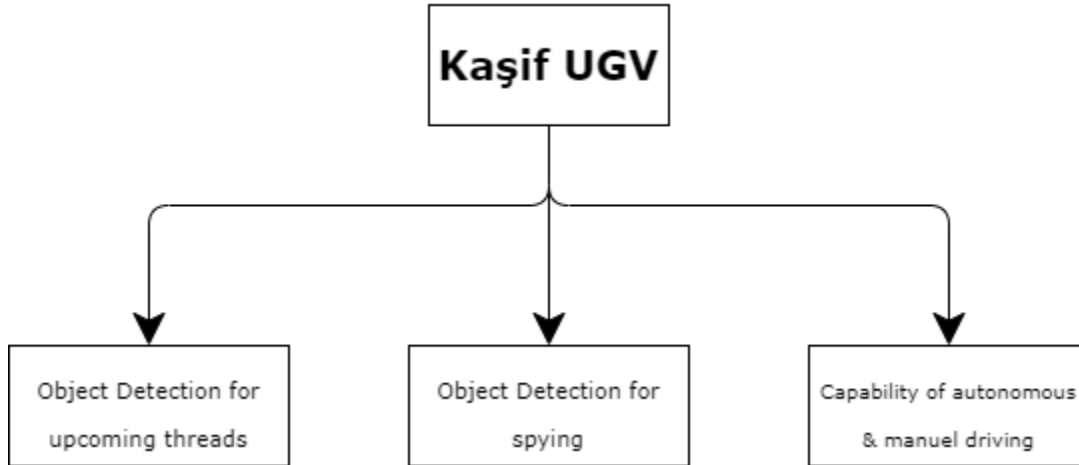 Kaşif UGV
Object Detection for
upcoming threads
Object Detection for
spying
Capability of autonomous
& manuel driving